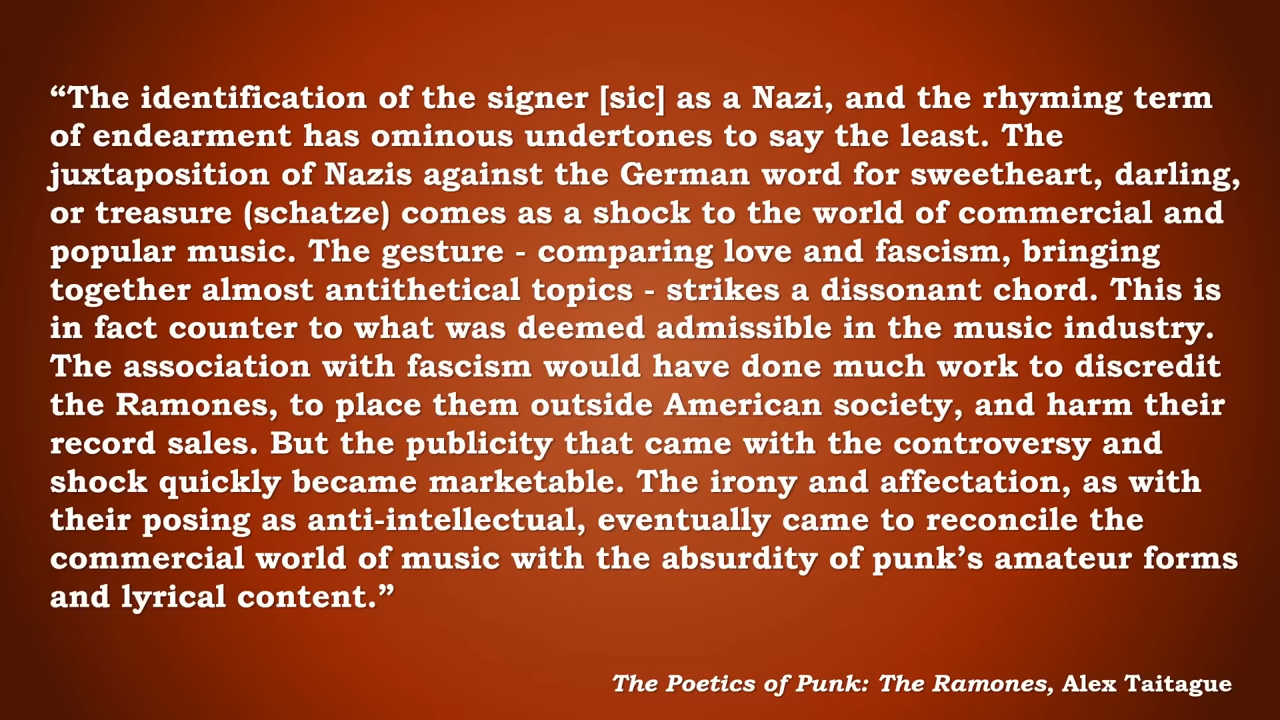 “The identification of the signer [sic] as a Nazi, and the rhyming term
of endearment has ominous undertones to say the least. The
juxtaposition of Nazis against the German word for sweetheart, darling,
or treasure (schatze) comes as a shock to the world of commercial and
popular music. The gesture - comparing love and fascism, bringing
together almost antithetical topics - strikes a dissonant chord. This is
in fact counter to what was deemed admissible in the music industry.
The association with fascism would have done much work to discredit
the Ramones, to place them outside American society, and harm their
record sales. But the publicity that came with the controversy and
shock quickly became marketable. The irony and affectation, as with
their posing as anti-intellectual, eventually came to reconcile the
commercial world of music with the absurdity of punk’s amateur forms
and lyrical content.”
The Poetics of Punk: The Ramones, Alex Taitague